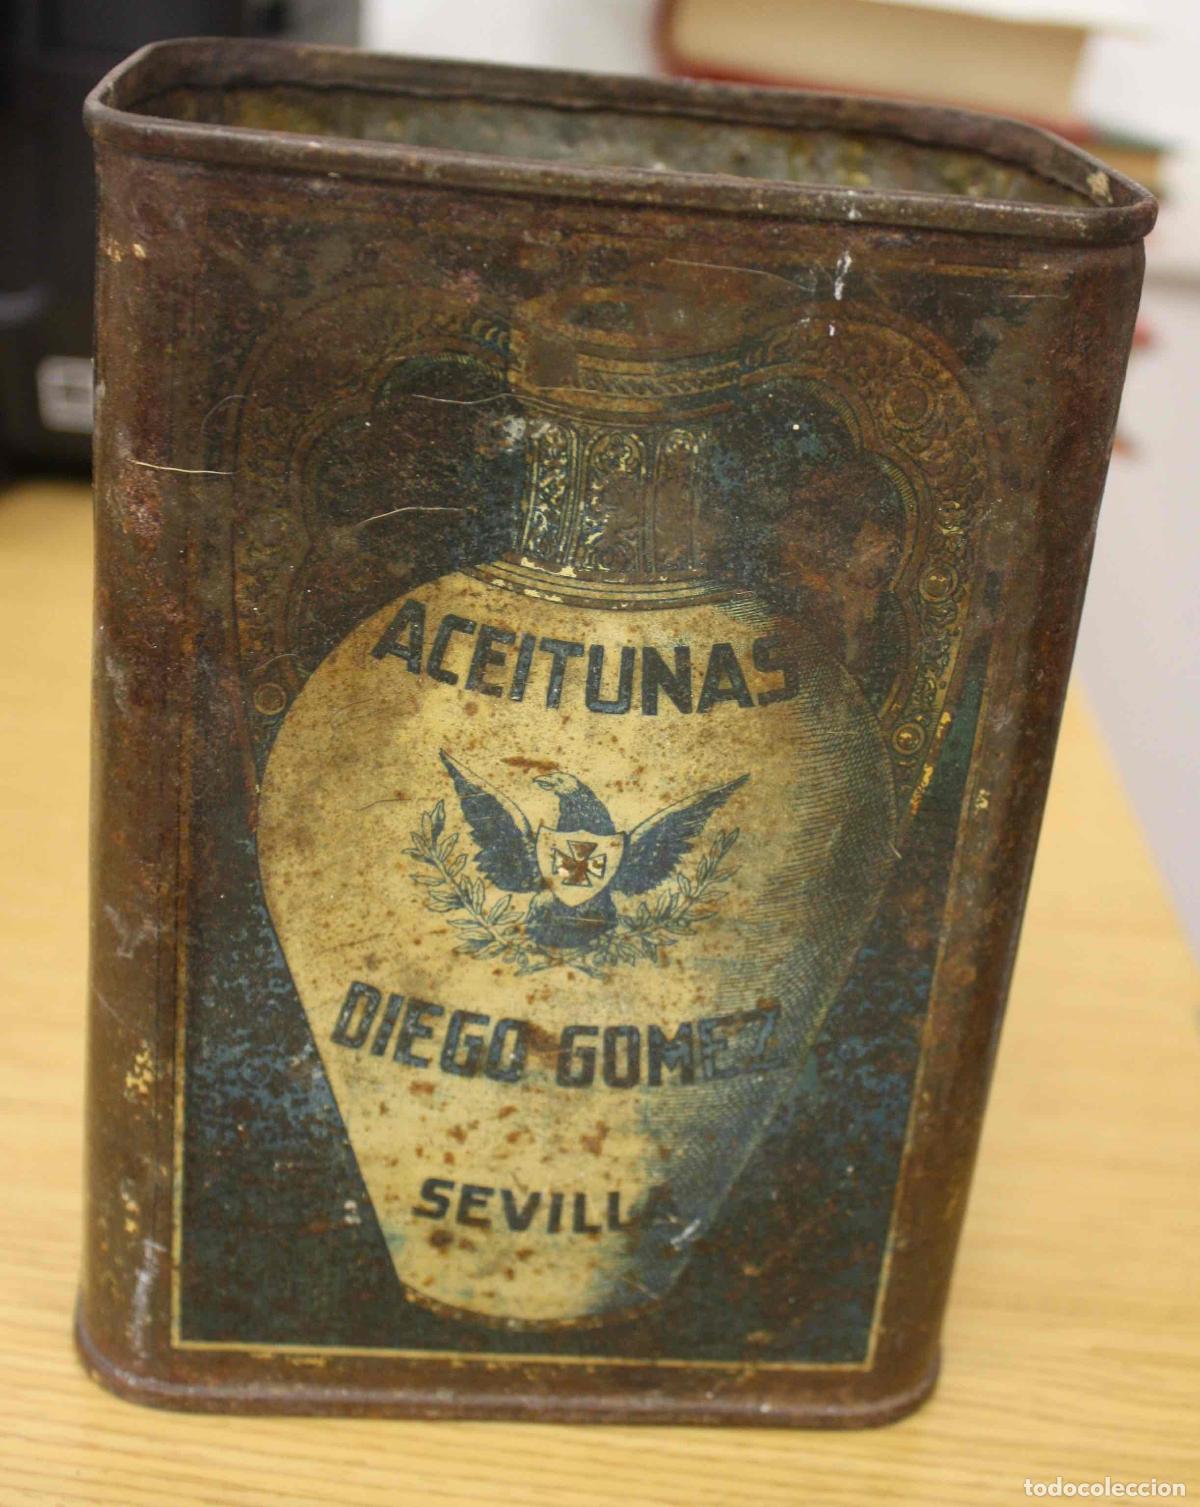 ACEITUNAS
DIEGO GOMEZ
SEVILLA
todocoleccion